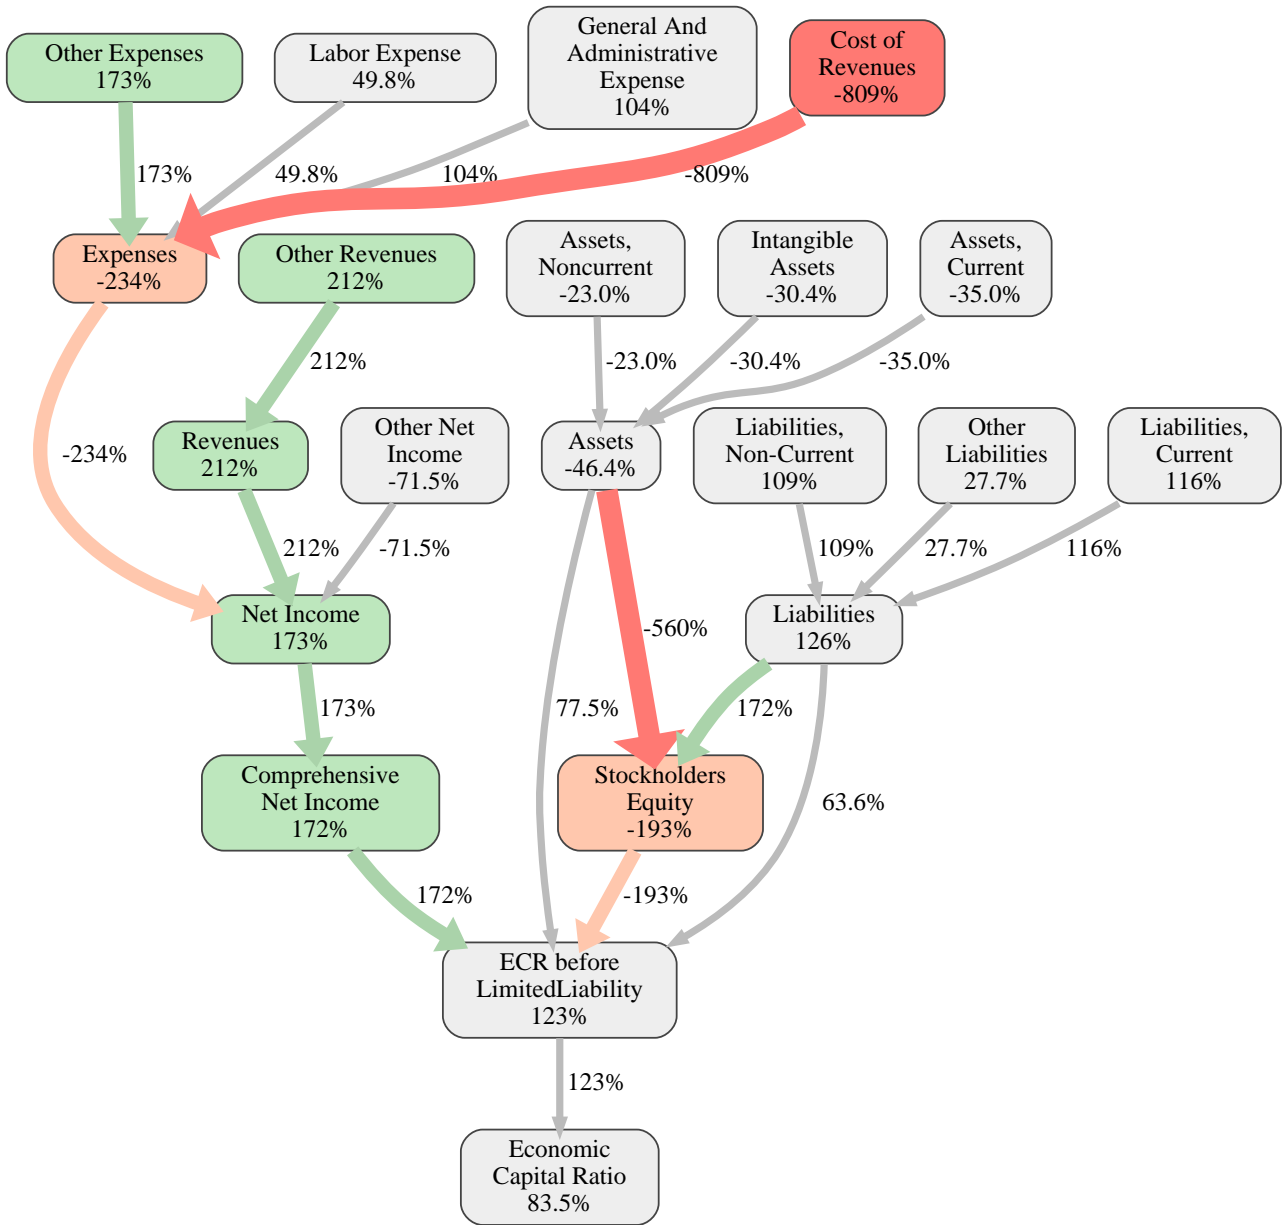 Other Expenses
173%
Labor Expense
49.8%
General And
Administrative
Expense
104%
Cost of
Revenues
-809%
173%
49.8%
104%
-809%
Expenses
-234%
Other Revenues
212%
Assets,
Noncurrent
-23.0%
Intangible
Assets
-30.4%
Assets,
Current
-35.0%
212%
-23.0%
-30.4%
-35.0%
-234%
Revenues
212%
Other Net
Income
-71.5%
Assets
-46.4%
Liabilities,
Non-Current
109%
Other
Liabilities
27.7%
Liabilities,
Current
116%
212%
-71.5%
109%
27.7%
116%
Net Income
173%
-560%
Liabilities
126%
173%
77.5%
172%
Comprehensive
Net Income
172%
Stockholders
Equity
-193%
63.6%
172%
-193%
ECR before
LimitedLiability
123%
123%
Economic
Capital Ratio
83.5%